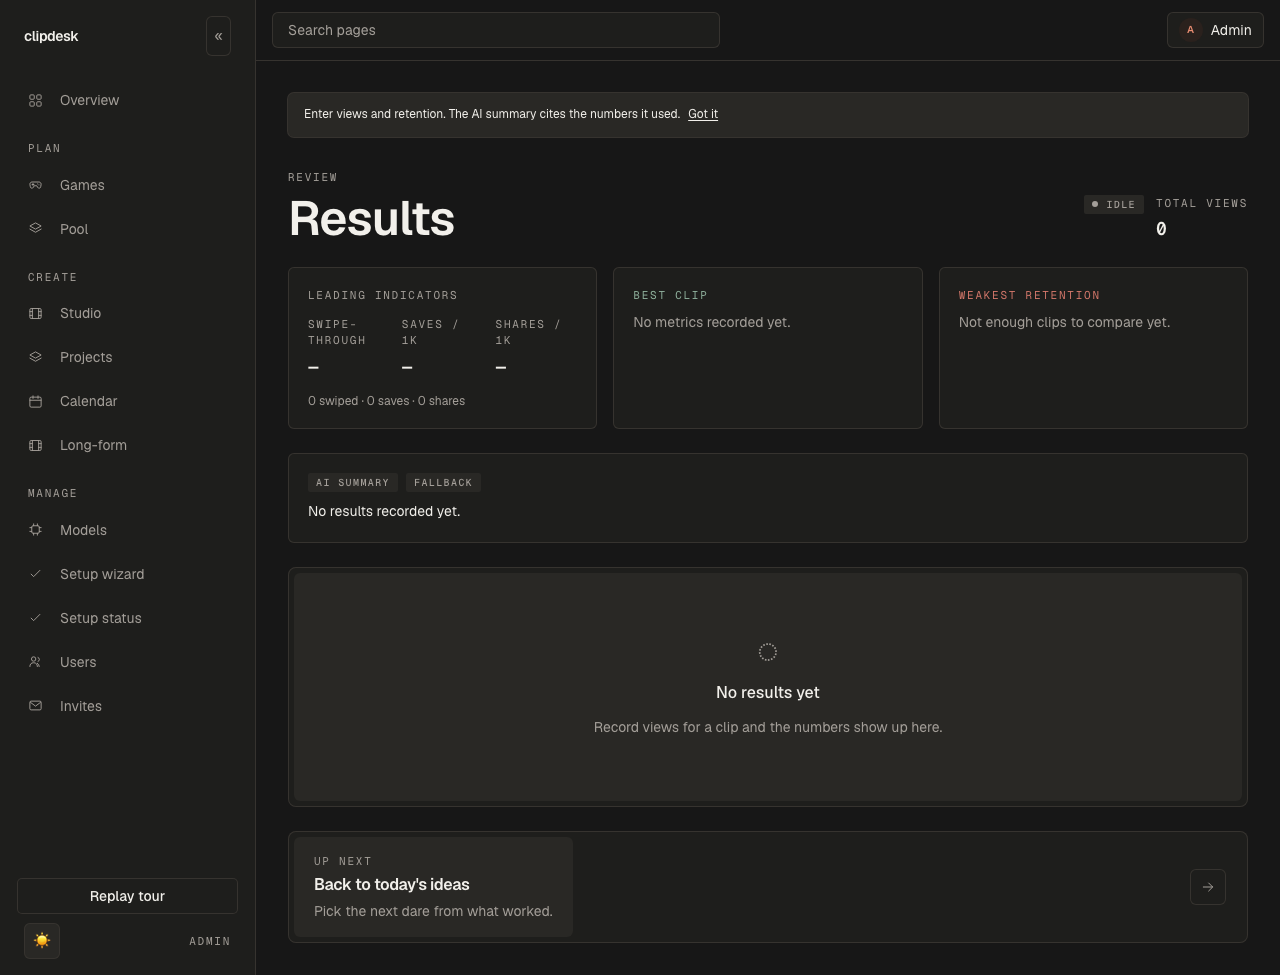 clipdesk
«
Search pages
A
Admin
Overview
PLAN
Games
Pool
CREATE
Studio
Projects
Calendar
Long-form
MANAGE
Models
Setup wizard
Setup status
Users
Invites
Replay tour
ADMIN
Enter views and retention. The AI summary cites the numbers it used. Got it
REVIEW
Results
IDLE
TOTAL VIEWS
0
LEADING INDICATORS
SWIPE-
THROUGH
—
SAVES /
1K
—
SHARES /
1K
—
0 swiped · 0 saves · 0 shares
BEST CLIP
No metrics recorded yet.
WEAKEST RETENTION
Not enough clips to compare yet.
AI SUMMARY
FALLBACK
No results recorded yet.
No results yet
Record views for a clip and the numbers show up here.
UP NEXT
Back to today's ideas
Pick the next dare from what worked.
→